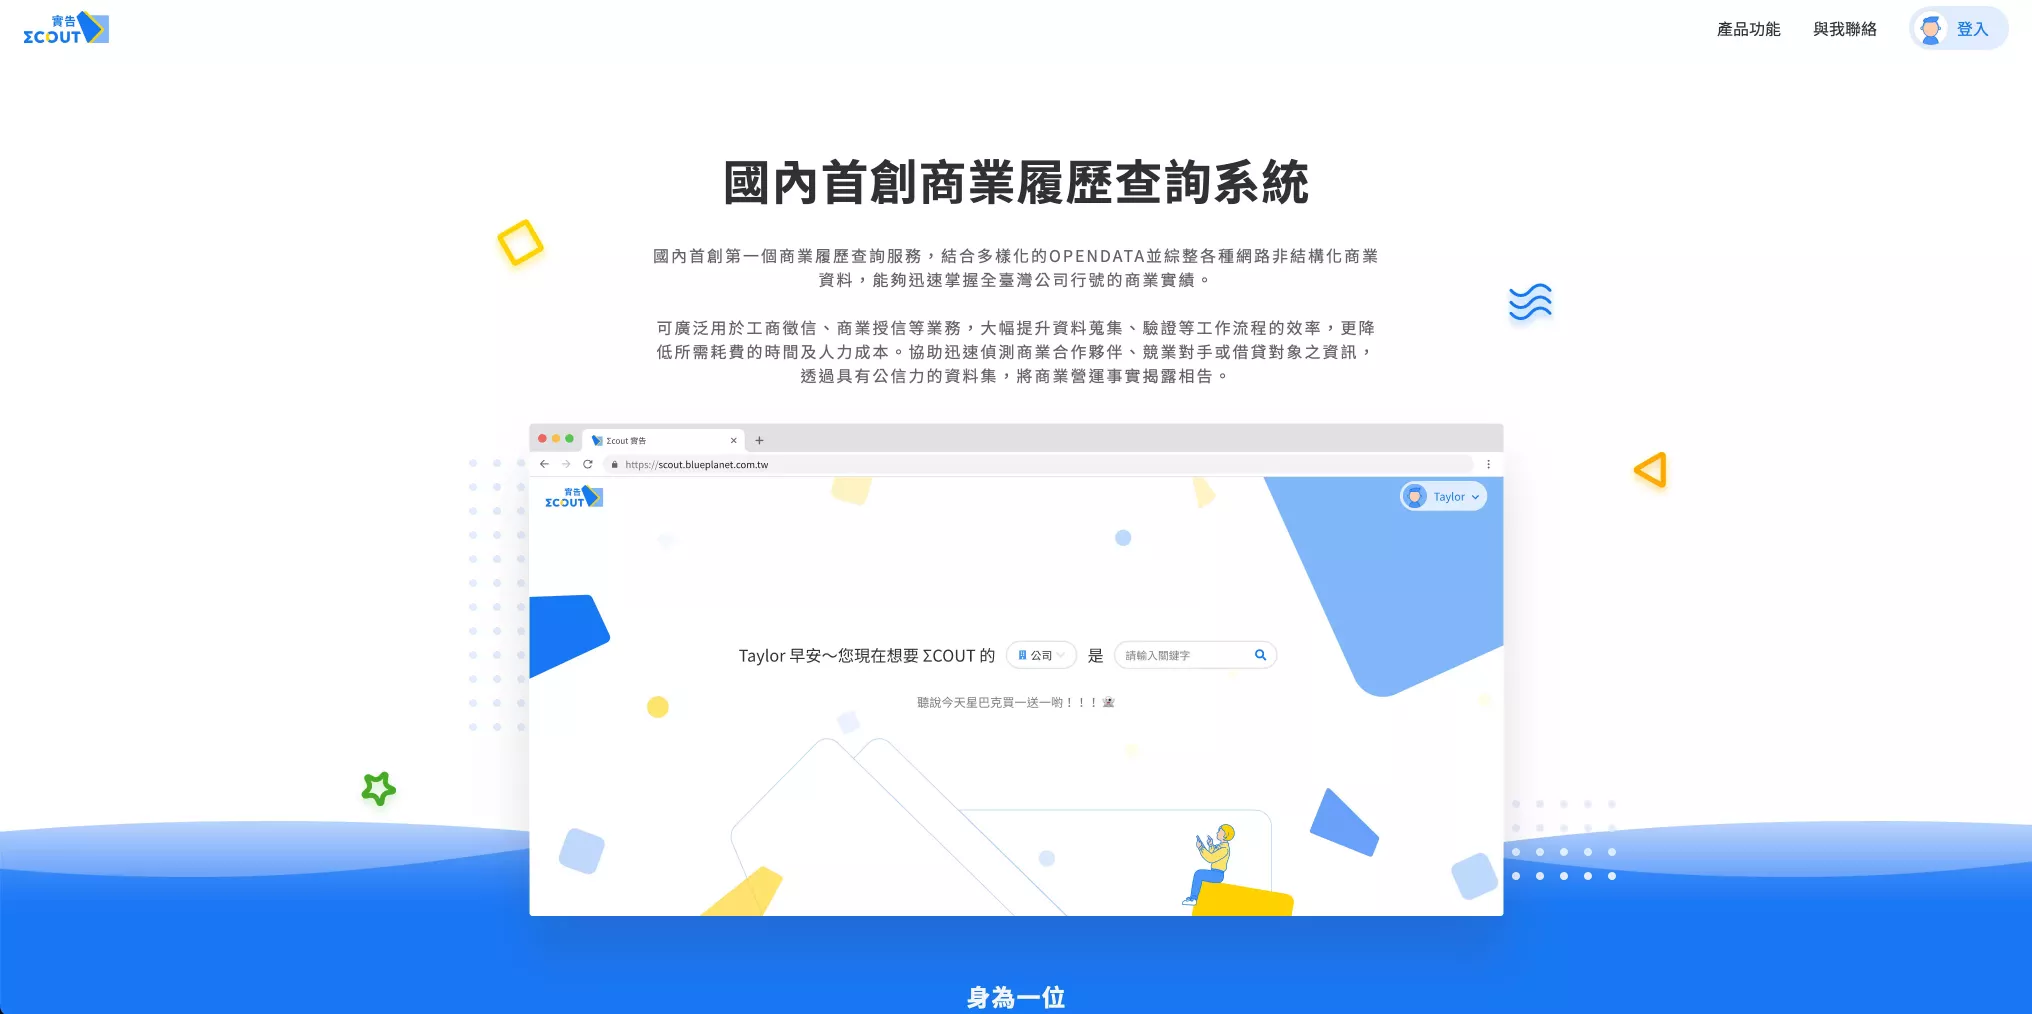 實告
ΣCOUT
產品功能
與我聯絡
登入
國內首創商業履歷查詢系統
國內首創第一個商業履歷查詢服務，結合多樣化的OPENDATA並綜整各種網路非結構化商業
資料，能夠迅速掌握全臺灣公司行號的商業實績。
可廣泛用於工商徵信、商業授信等業務，大幅提升資料蒐集、驗證等工作流程的效率，更降
低所需耗費的時間及人力成本。協助迅速偵測商業合作夥伴、競業對手或借貸對象之資訊，
透過具有公信力的資料集，將商業營運事實揭露相告。
Σcout 實告
https://scout.blueplanet.com.tw
實告
ΣCOUT
Taylor
Taylor 早安～您現在想要 ΣCOUT 的 公司 是 請輸入關鍵字
聽說今天星巴克買一送一喲！！！
身為一位